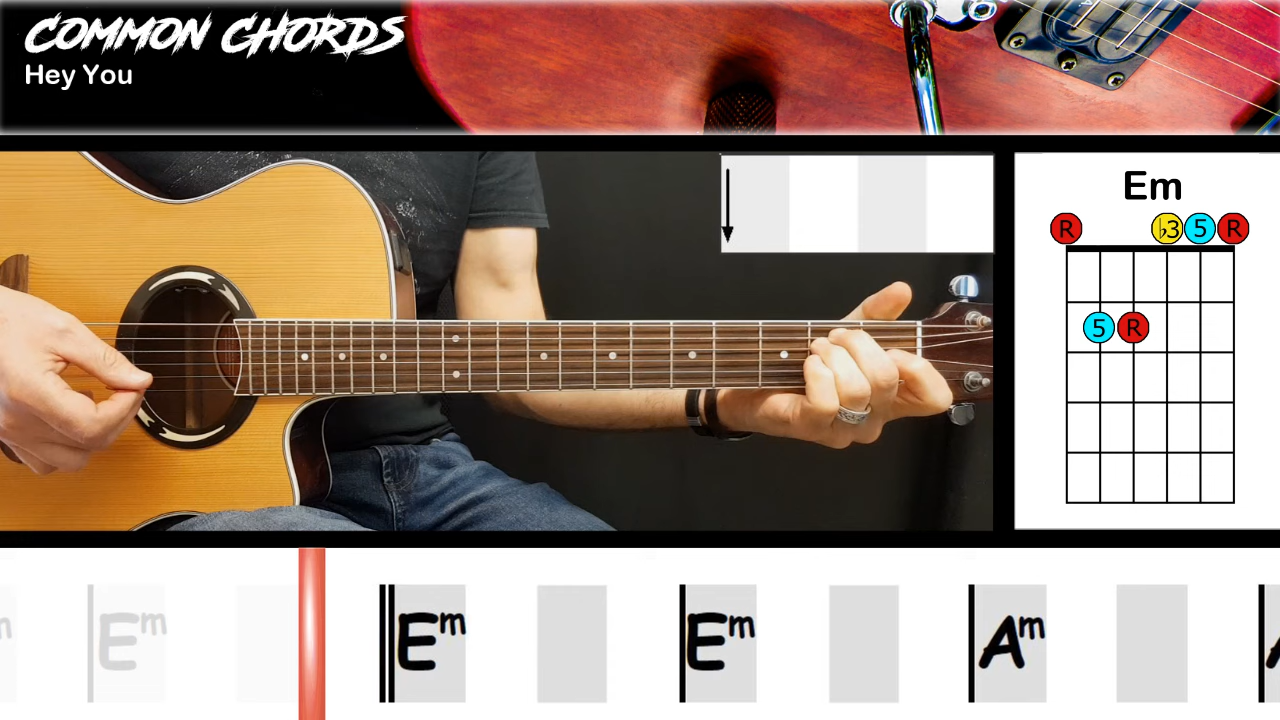 COMMON CHORDS
Hey You
Em
R ♭3 5 R
5 R
m Em Em Em Am